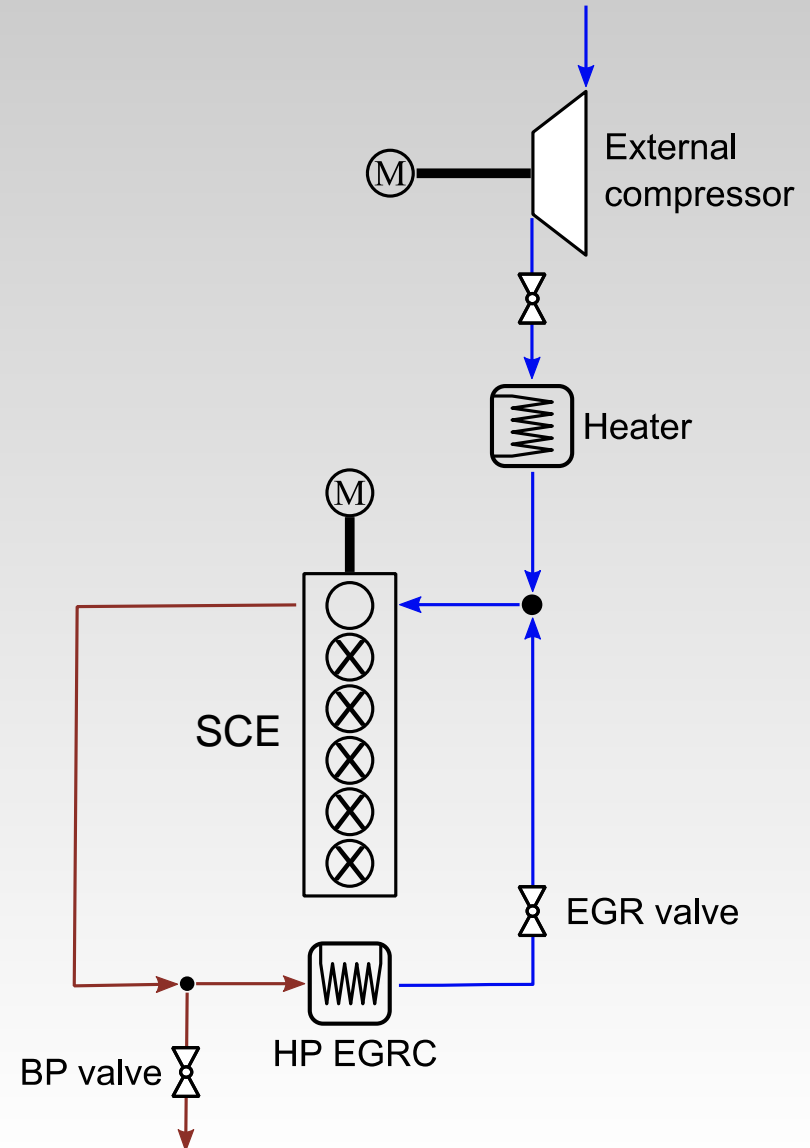 External
compressor
M
Heater
M
SCE
EGR valve
HP EGRC
BP valve